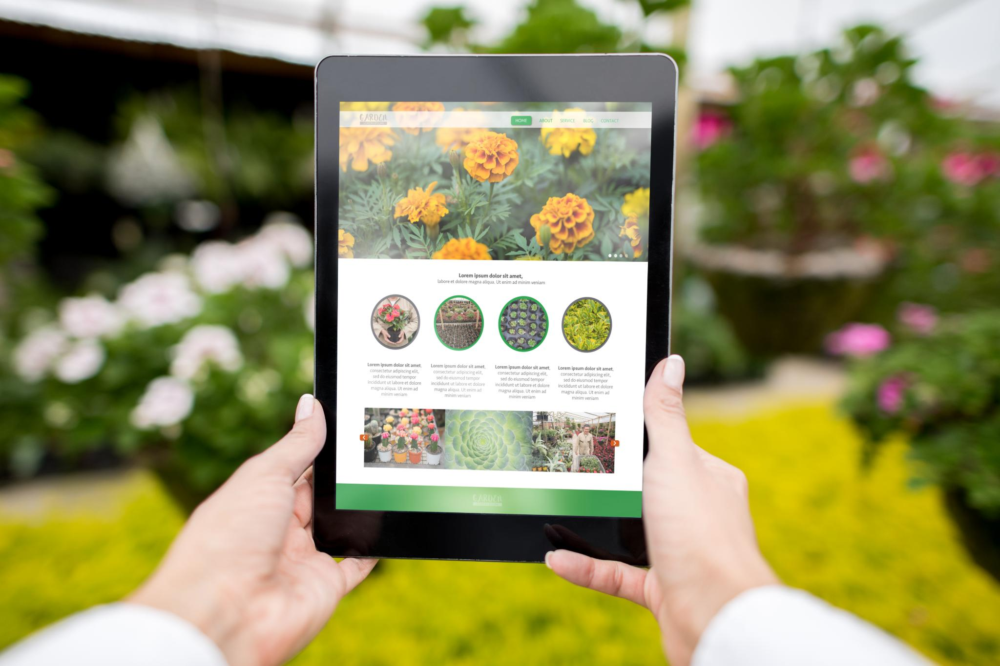 GARDEN
HOME ABOUT SERVICE BLOG CONTACT
Lorem ipsum dolor sit amet,
labore et dolore magna aliqua. Ut enim ad minim veniam
Lorem ipsum dolor sit amet,
consectetur adipiscing elit,
sed do eiusmod tempor
incididunt ut labore et dolore
magna aliqua. Ut enim ad
minim veniam
Lorem ipsum dolor sit amet,
consectetur adipiscing elit,
sed do eiusmod tempor
incididunt ut labore et dolore
magna aliqua. Ut enim ad
minim veniam
Lorem ipsum dolor sit amet,
consectetur adipiscing elit,
sed do eiusmod tempor
incididunt ut labore et dolore
magna aliqua. Ut enim ad
minim veniam
Lorem ipsum dolor sit amet,
consectetur adipiscing elit,
sed do eiusmod tempor
incididunt ut labore et dolore
magna aliqua. Ut enim ad
minim veniam
GARDEN